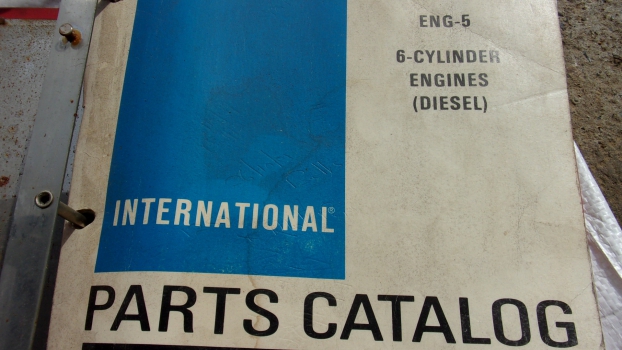 ENG-5
6-CYLINDER
ENGINES
(DIESEL)
INTERNATIONAL®
PARTS CATALOG